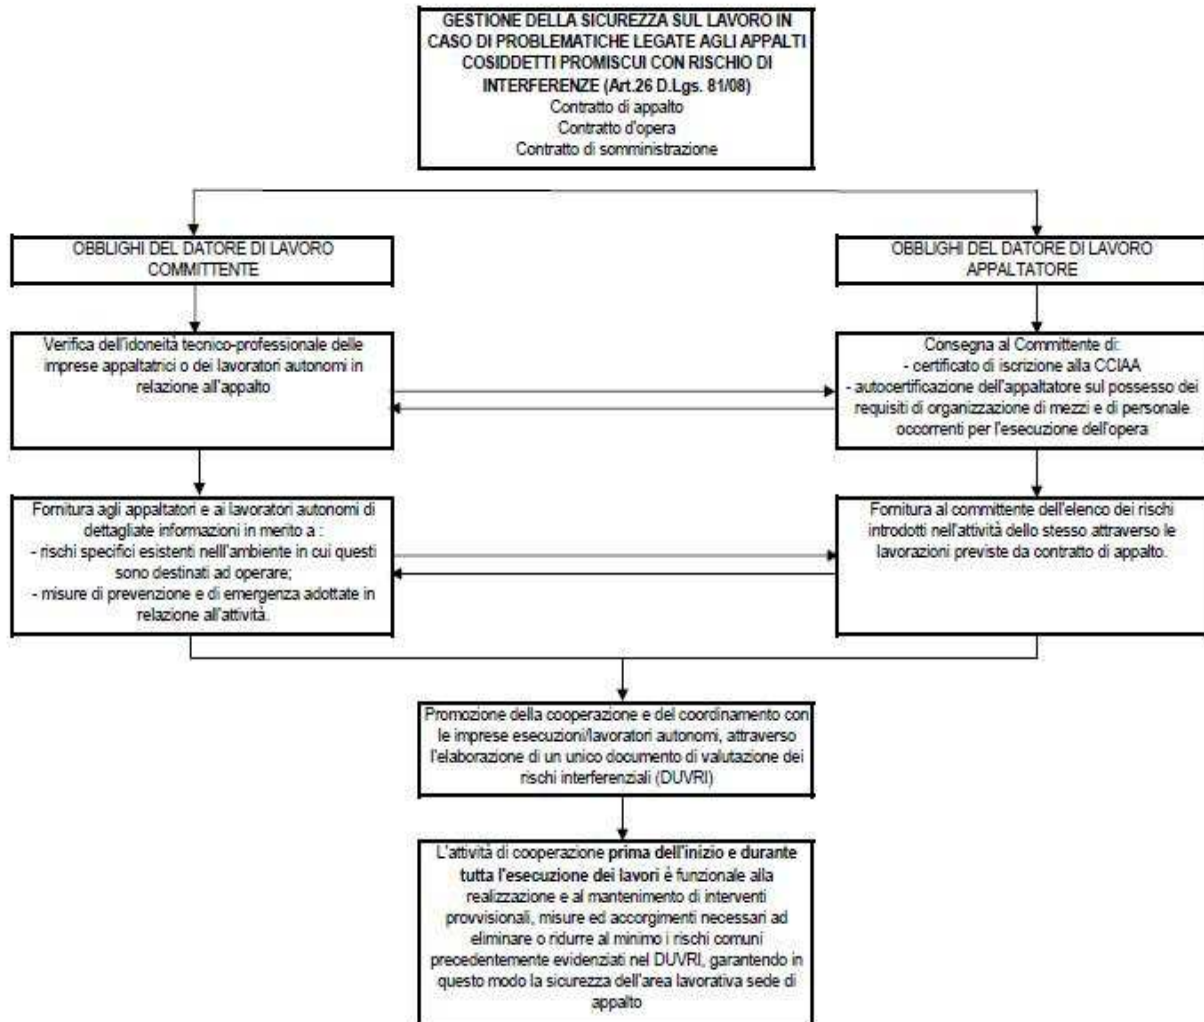 GESTIONE DELLA SICUREZZA SUL LAVORO IN
CASO DI PROBLEMATICHE LEGATE AGLI APPALTI
COSIDDETTI PROMISCUI CON RISCHIO DI
INTERFERENZE (Art.26 D.Lgs. 81/08)
Contratto di appalto
Contratto d'opera
Contratto di somministrazione
OBBLIGHI DEL DATORE DI LAVORO
COMMITTENTE
OBBLIGHI DEL DATORE DI LAVORO
APPALTATORE
Verifica dell'idoneità tecnico-professionale delle
imprese appaltatrici o dei lavoratori autonomi in
relazione all'appalto
Consegna al Committente di:
- certificato di iscrizione alla CCIAA
- autocertificazione dell'appaltatore sul possesso dei
requisiti di organizzazione di mezzi e di personale
occorrenti per l'esecuzione dell'opera
Fornitura agli appaltatori e ai lavoratori autonomi di
dettagliate informazioni in merito a :
- rischi specifici esistenti nell'ambiente in cui questi
sono destinati ad operare;
- misure di prevenzione e di emergenza adottate in
relazione all'attività.
Fornitura al committente dell'elenco dei rischi
introdotti nell'attività dello stesso attraverso le
lavorazioni previste da contratto di appalto.
Promozione della cooperazione e del coordinamento con
le imprese esecuzioni/lavoratori autonomi, attraverso
l'elaborazione di un unico documento di valutazione dei
rischi interferenziali (DUVRI)
L'attività di cooperazione prima dell'inizio e durante
tutta l'esecuzione dei lavori è funzionale alla
realizzazione e al mantenimento di interventi
provvisionali, misure ed accorgimenti necessari ad
eliminare o ridurre al minimo i rischi comuni
precedentemente evidenziati nel DUVRI, garantendo in
questo modo la sicurezza dell'area lavorativa sede di
appalto